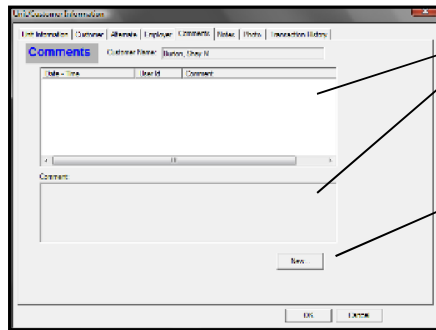 Unit/Customer Information
Unit Information Customer Alternate Employer Comments Notes Photo Transaction History
Comments Customer Name: Burton, Shay N
Date - Time User Id Comment
Comment
New...
OK Cancel